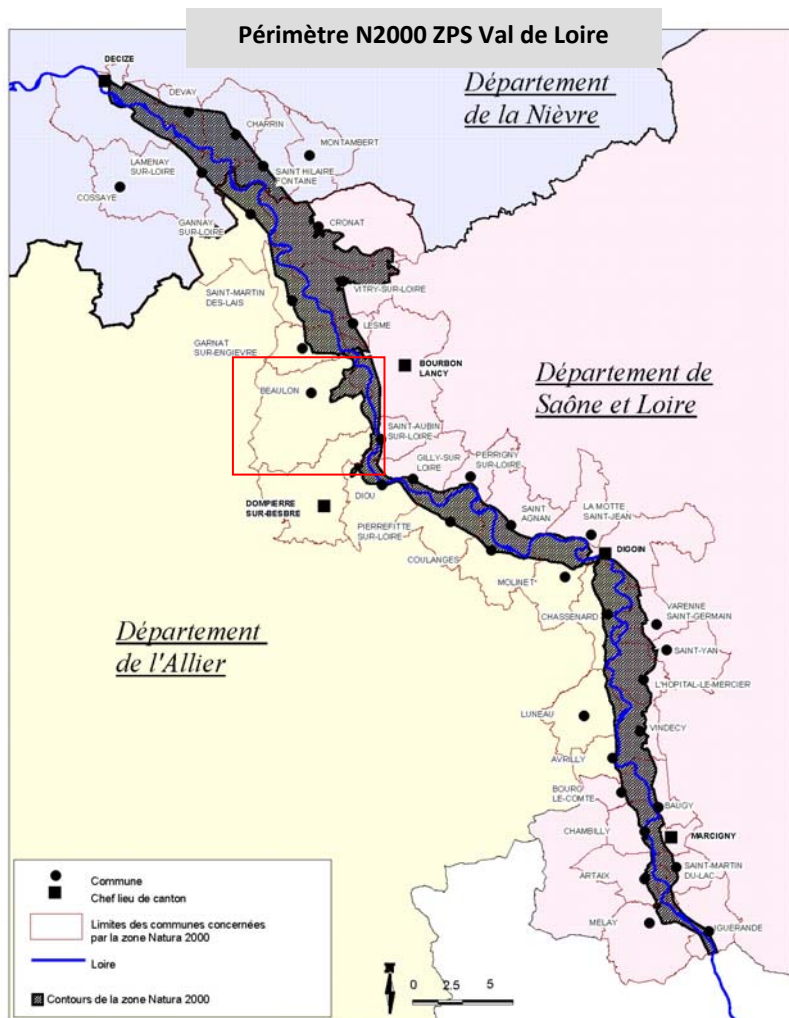 Périmètre N2000 ZPS Val de Loire
DECIZE
Département
de la Nièvre
DEVAY
CHARRIN
MONTAMBERT
LAMENAY
SUR-LOIRE
SAINT HILAIRE
FONTAINE
COSSAYE
GANNAY
SUR-LOIRE
CRONAT
SAINT-MARTIN
DES-LAIS
VITRY-SUR-LOIRE
LESME
GARNAT
SUR-ENGIEVRE
BOURBON
LANCY
BEAULON
Département de
Saône et Loire
SAINT-AUBIN
SUR-LOIRE
GILLY-SUR
LOIRE
PERRIGNY
SUR-LOIRE
DIOU
DOMPIERRE
SUR-BESBRE
SAINT
AGNAN
LA MOTTE
SAINT-JEAN
PIERREFITTE
SUR-LOIRE
COULANGES
DIGOIN
MOLINET
CHASSENARD
VARENNE
SAINT-GERMAIN
Département
de l'Allier
SAINT-YAN
L'HOPITAL-LE-MERCIER
LUNEAU
VINDECY
AVRILLY
BOURG
LE-COMTE
BAUGY
CHAMBILLY
MARCIGNY
SAINT-MARTIN
DU-LAC
ARTAIX
MELAY
IGUERANDE
Commune
Chef lieu de canton
Limites des communes concernées
par la zone Natura 2000
Loire
Contours de la zone Natura 2000
N
0 2.5 5